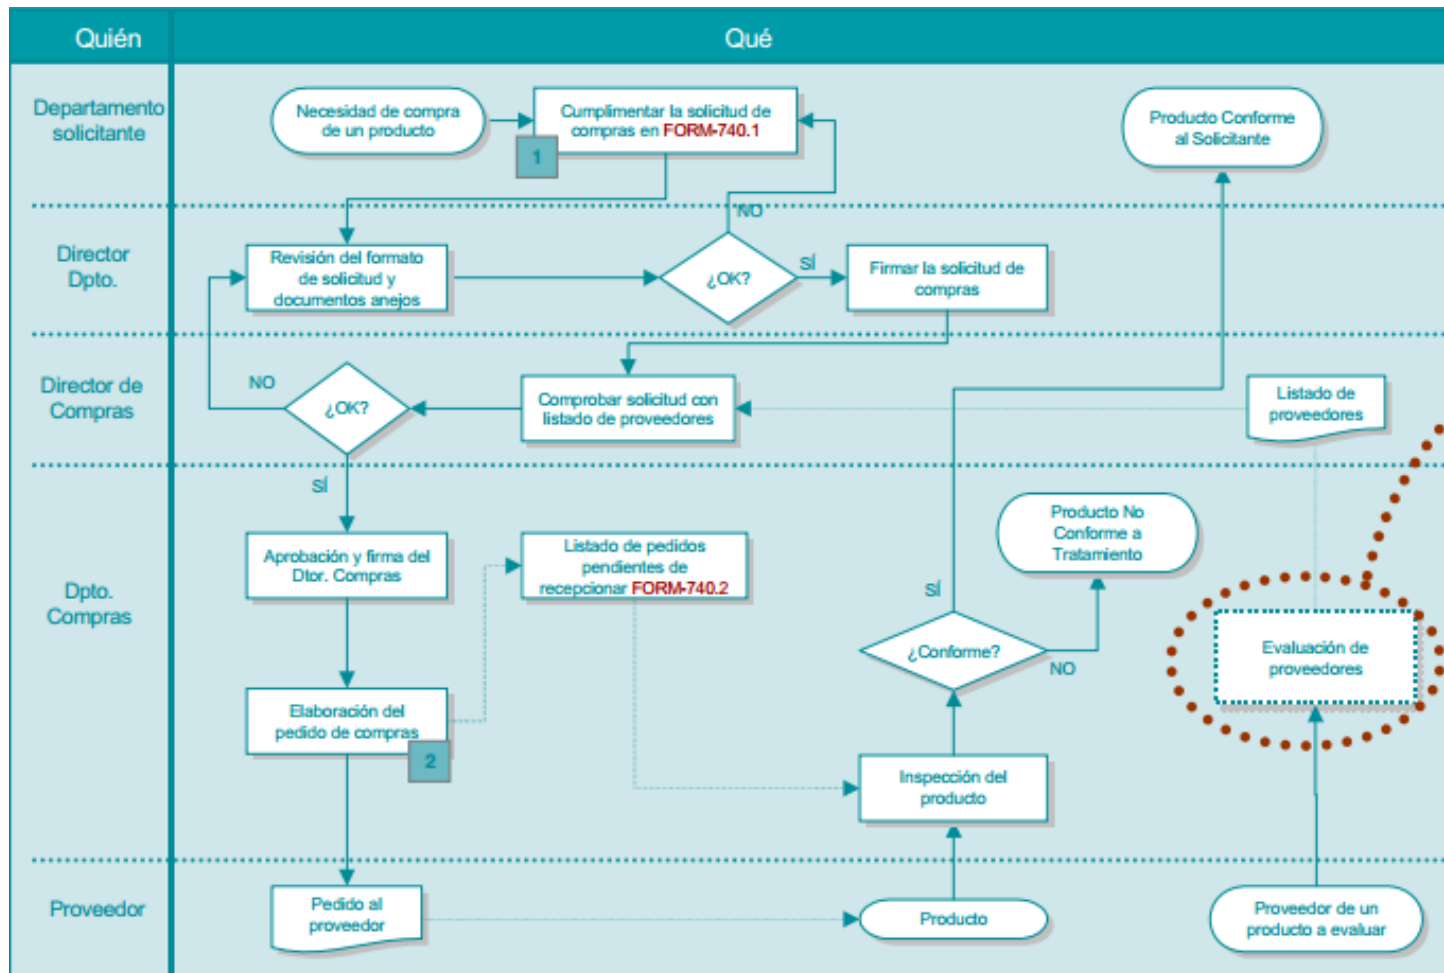 Quién
Qué
Departamento
solicitante
Necesidad de compra
de un producto
Cumplimentar la solicitud de
compras en FORM-740.1
1
Producto Conforme
al Solicitante
NO
Director
Dpto.
Revisión del formato
de solicitud y
documentos anejos
¿OK?
SÍ
Firmar la solicitud de
compras
Director de
Compras
NO
¿OK?
Comprobar solicitud con
listado de proveedores
Listado de
proveedores
SÍ
Dpto.
Compras
Aprobación y firma del
Dtor. Compras
Listado de pedidos
pendientes de
recepcionar FORM-740.2
Producto No
Conforme a
Tratamiento
SÍ
¿Conforme?
NO
Evaluación de
proveedores
Elaboración del
pedido de compras
2
Inspección del
producto
Proveedor
Pedido al
proveedor
Producto
Proveedor de un
producto a evaluar